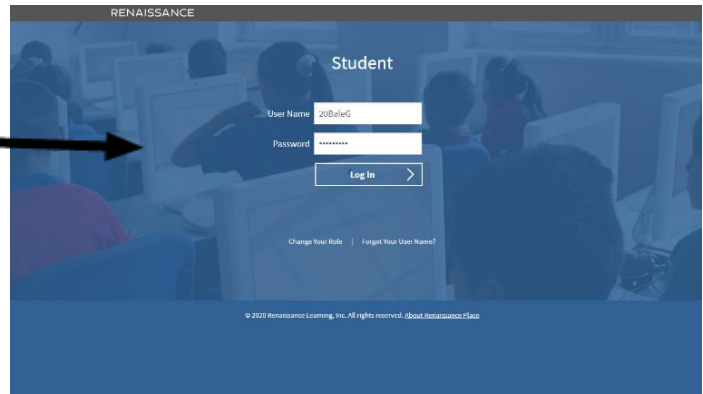 RENAISSANCE
Student
User Name 20BaleG
Password •••••••••
Log In
Change Your Role | Forgot Your User Name?
© 2020 Renaissance Learning, Inc. All rights reserved. About Renaissance Place